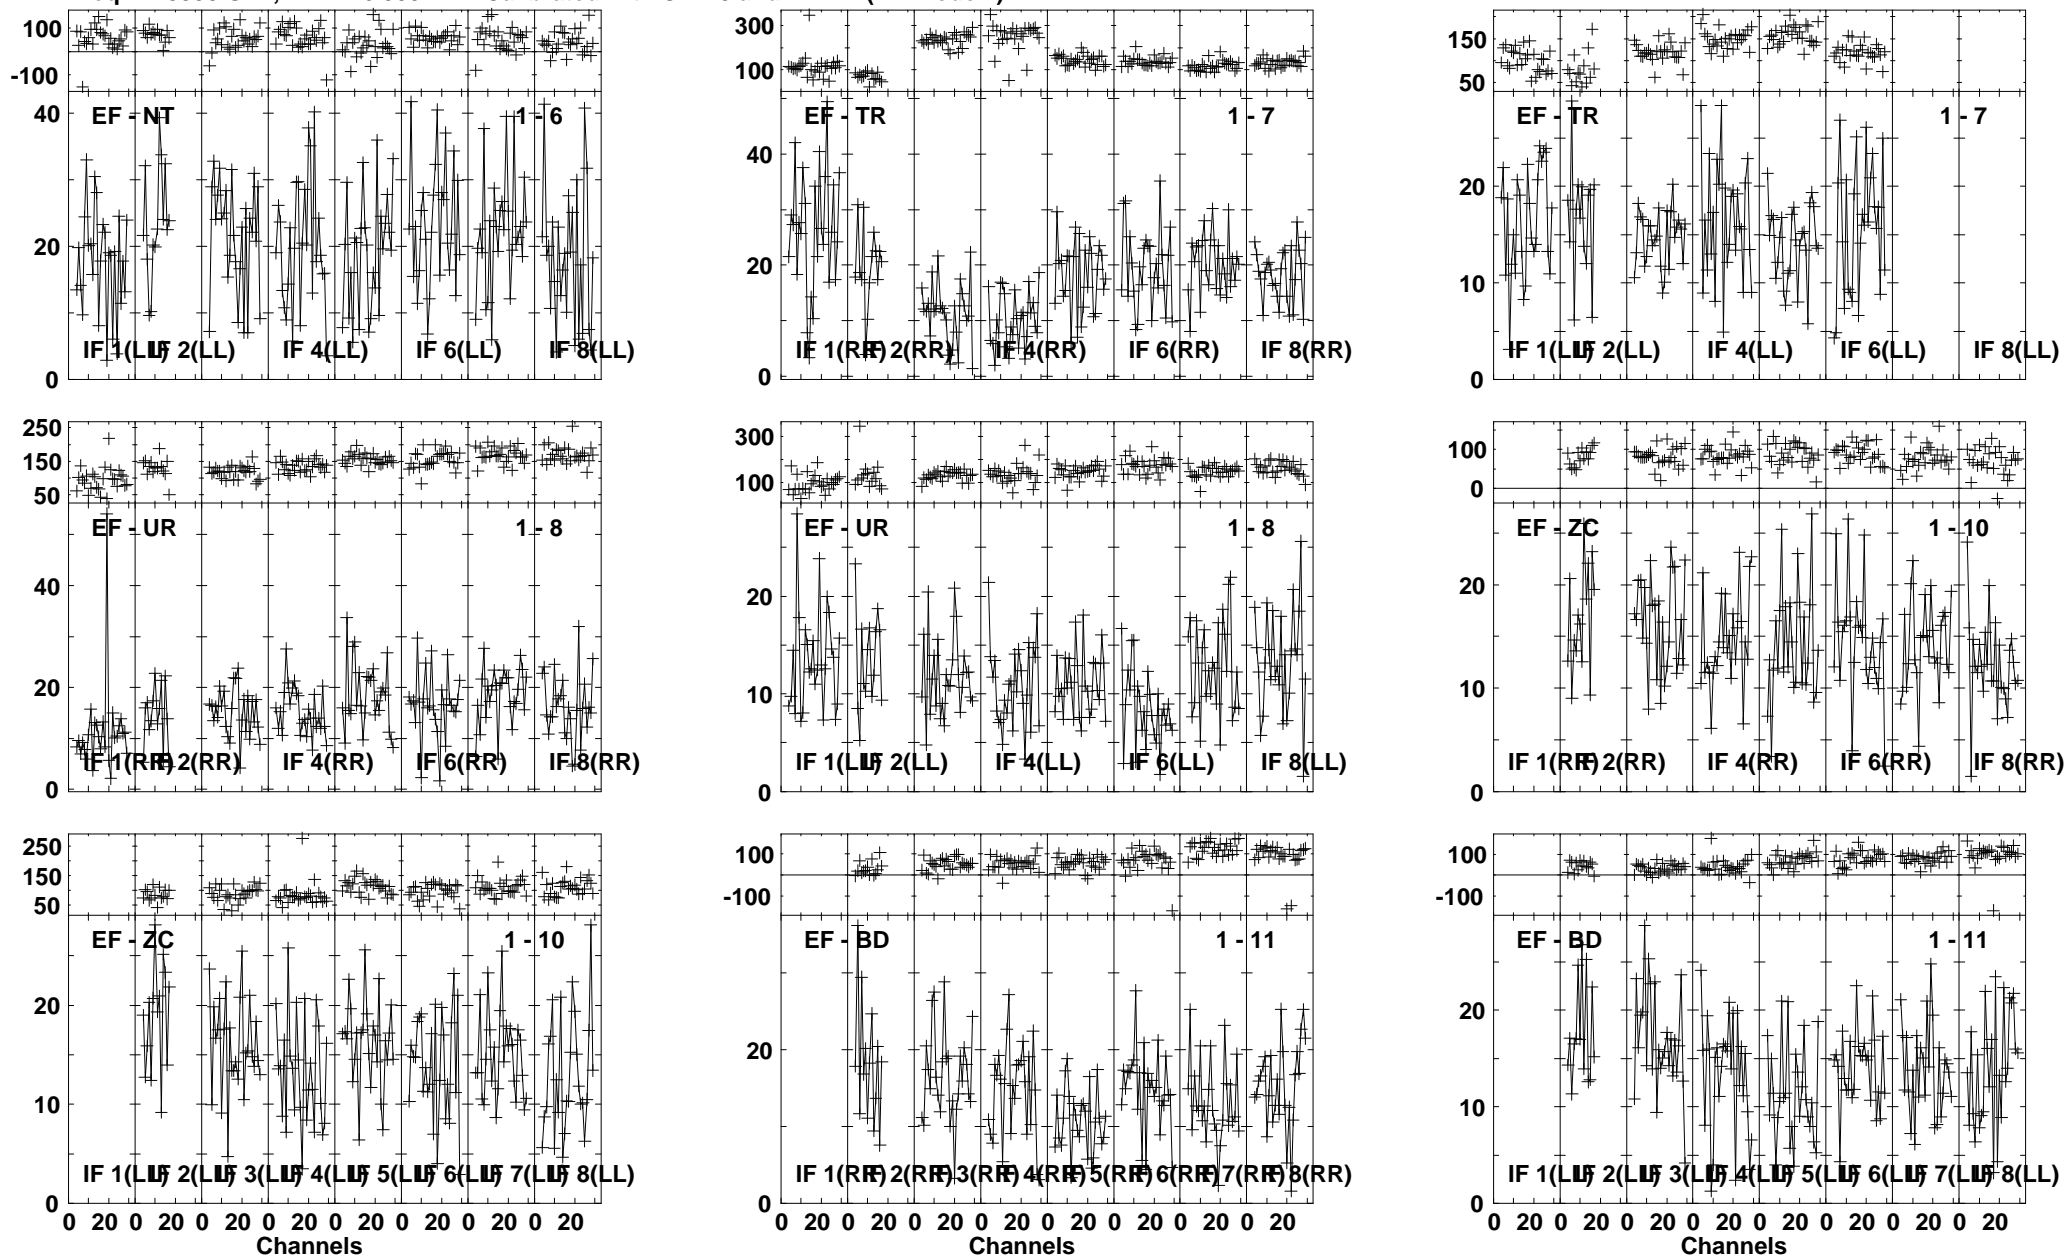 100
-100
EF - NT 1 - 6
40
20
IF 1(LL) IF 2(LL) IF 4(LL) IF 6(LL) IF 8(LL)
0
300
100
EF - TR 1 - 7
40
20
IF 1(RR) IF 2(RR) IF 4(RR) IF 6(RR) IF 8(RR)
0
150
50
EF - TR 1 - 7
20
10
IF 1(LL) IF 2(LL) IF 4(LL) IF 6(LL) IF 8(LL)
0
250
150
50
EF - UR 1 - 8
40
20
IF 1(RR) IF 2(RR) IF 4(RR) IF 6(RR) IF 8(RR)
0
300
100
EF - UR 1 - 8
20
10
IF 1(LL) IF 2(LL) IF 4(LL) IF 6(LL) IF 8(LL)
0
100
0
EF - ZC 1 - 10
20
10
IF 1(RR) IF 2(RR) IF 4(RR) IF 6(RR) IF 8(RR)
0
250
150
50
EF - ZC 1 - 10
20
10
IF 1(LL) IF 2(LL) IF 3(LL) IF 4(LL) IF 5(LL) IF 6(LL) IF 7(LL) IF 8(LL)
0
0 20 0 20 0 20 0 20 0 20 0 20 0 20 0 20
Channels
100
-100
EF - BD 1 - 11
20
IF 1(RR) IF 2(RR) IF 3(RR) IF 4(RR) IF 5(RR) IF 6(RR) IF 7(RR) IF 8(RR)
0
0 20 0 20 0 20 0 20 0 20 0 20 0 20 0 20
Channels
100
-100
EF - BD 1 - 11
20
10
IF 1(LL) IF 2(LL) IF 3(LL) IF 4(LL) IF 5(LL) IF 6(LL) IF 7(LL) IF 8(LL)
0
0 20 0 20 0 20 0 20 0 20 0 20 0 20 0 20
Channels